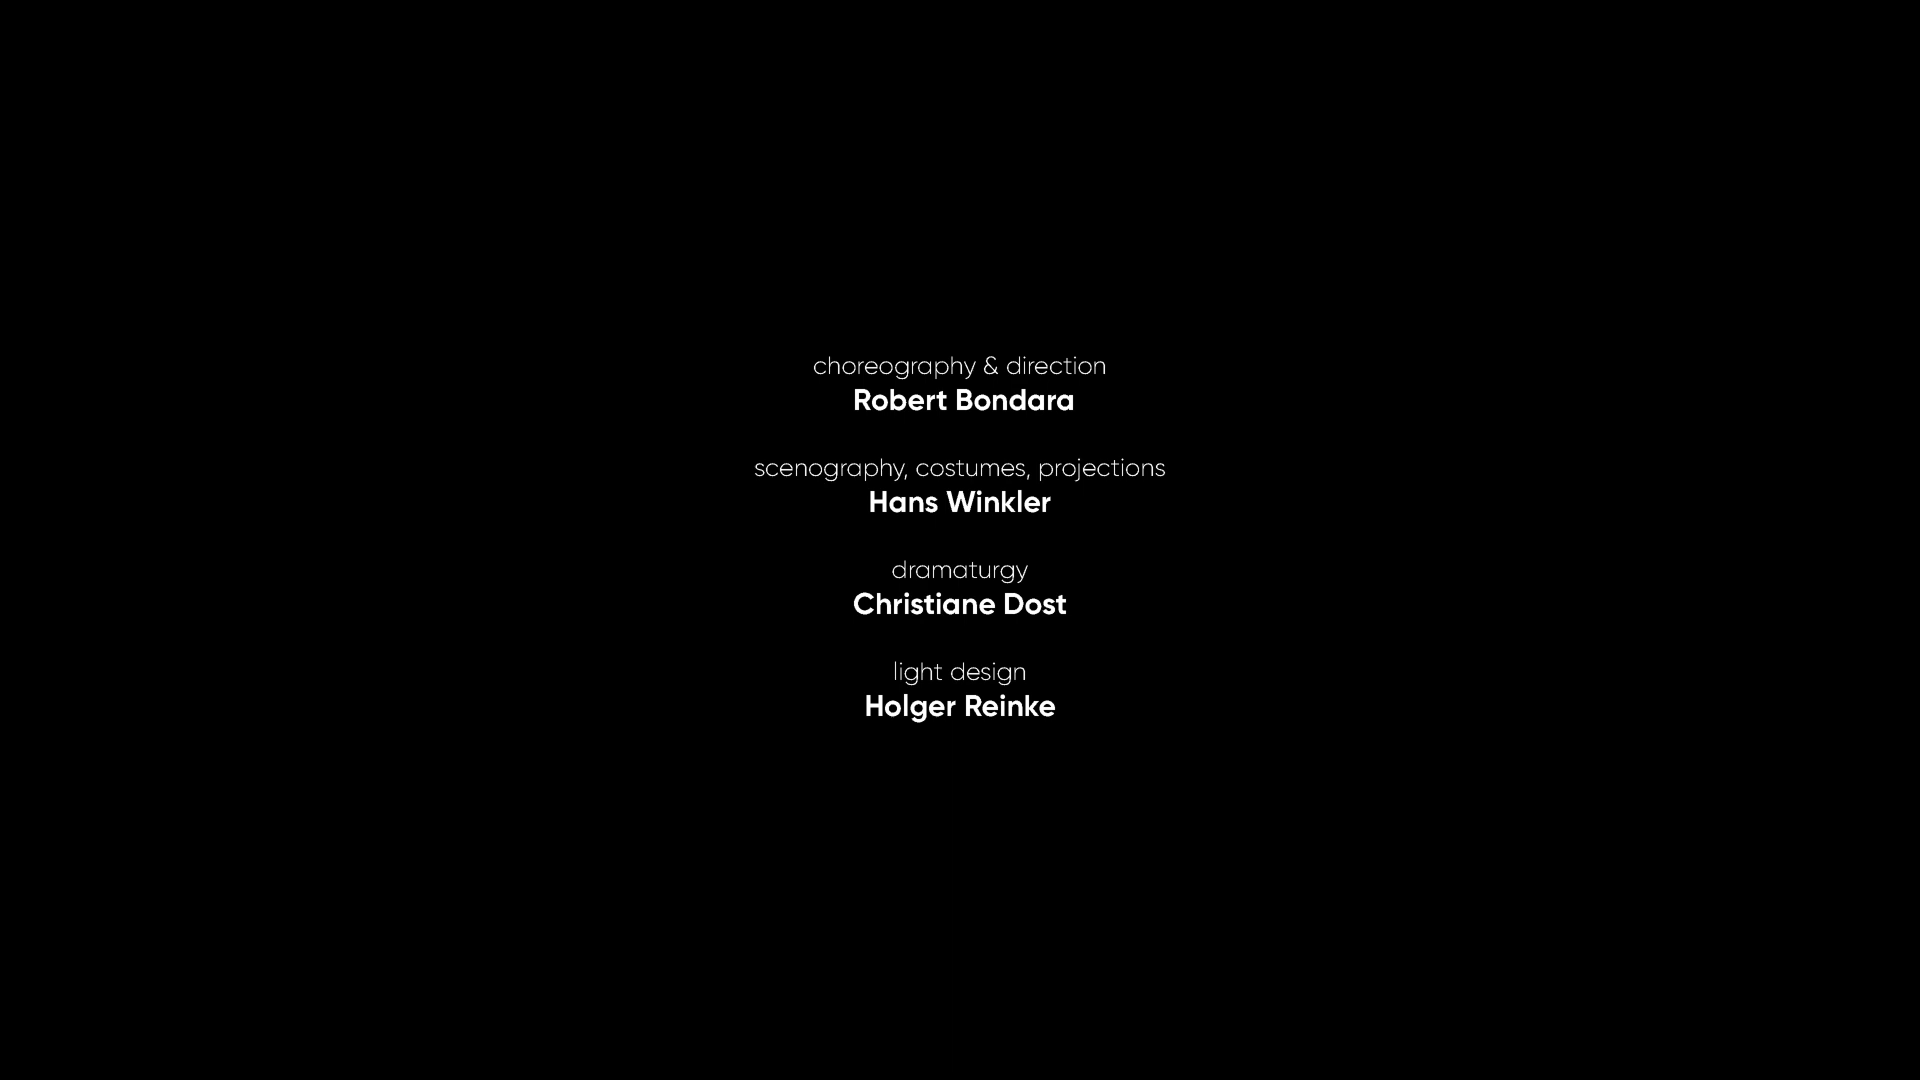 choreography & direction
Robert Bondara
scenography, costumes, projections
Hans Winkler
dramaturgy
Christiane Dost
light design
Holger Reinke